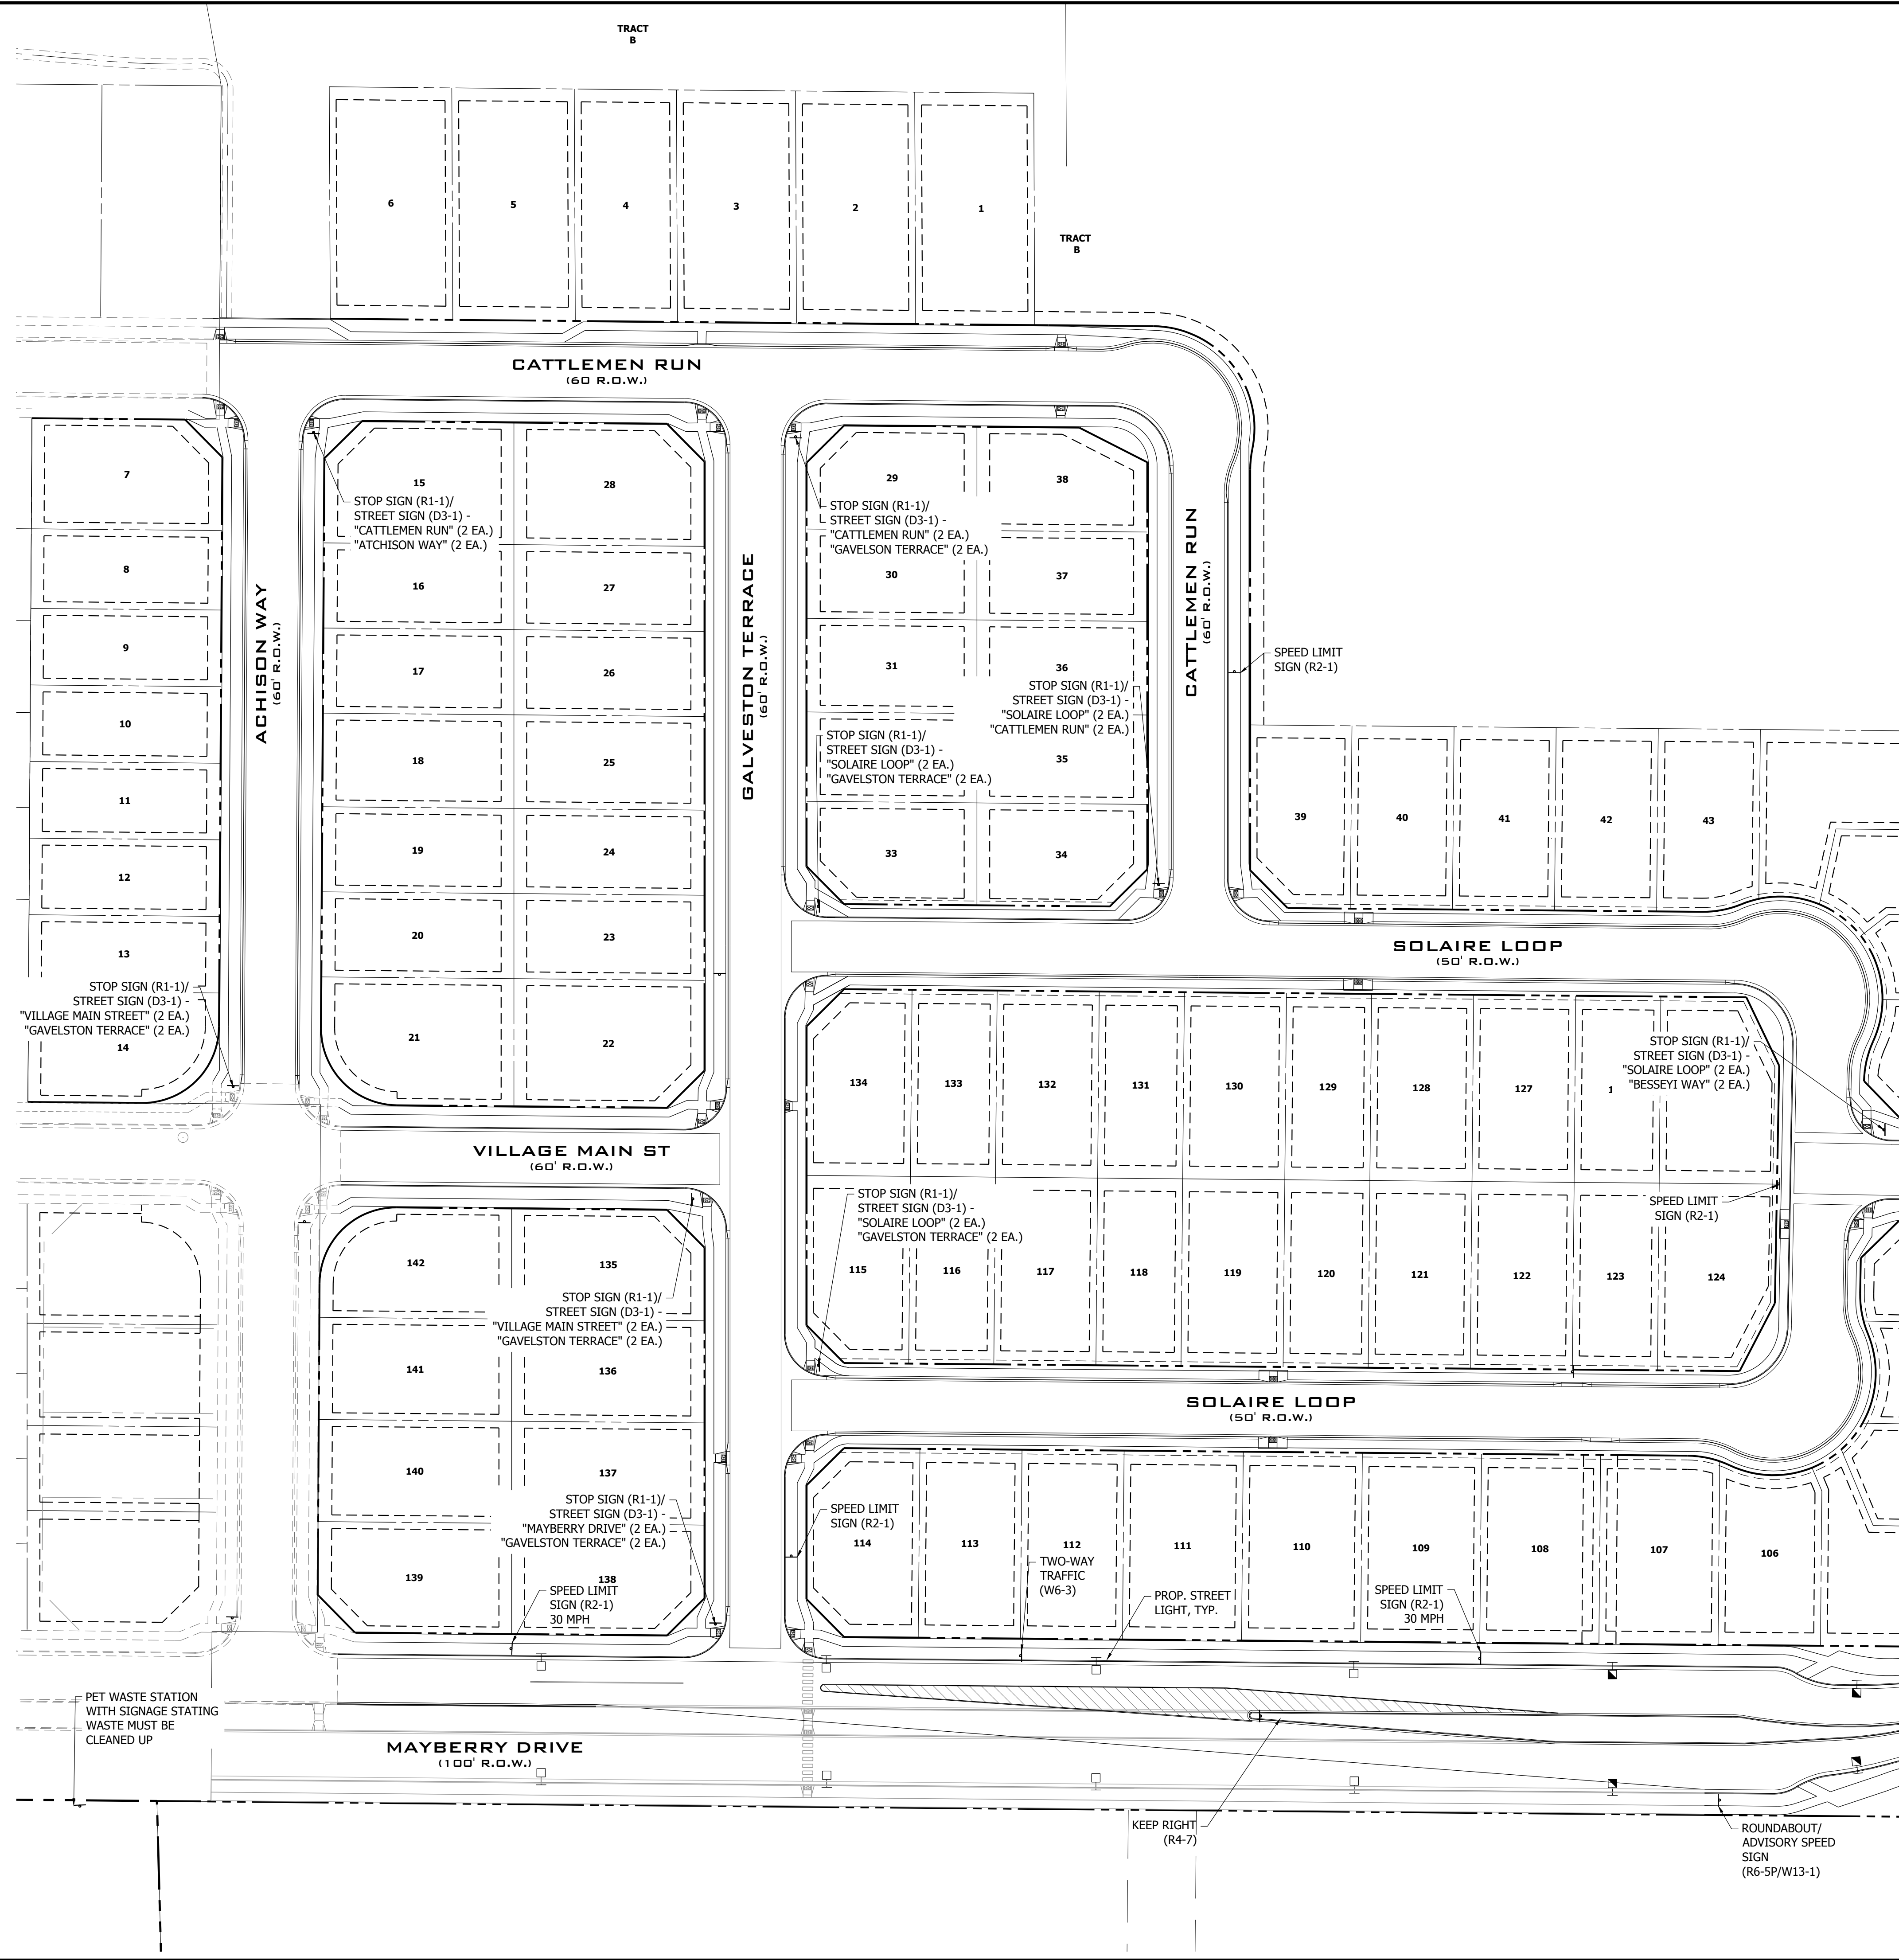 TRACT
B
6
5
4
3
2
1
TRACT
B
CATTLEMEN RUN
(60 R.O.W.)
7
8
9
10
11
12
13
STOP SIGN (R1-1)/
STREET SIGN (D3-1) -
"VILLAGE MAIN STREET" (2 EA.)
"GAVELSTON TERRACE" (2 EA.)
14
ACHISON WAY
(60' R.O.W.)
15
STOP SIGN (R1-1)/
STREET SIGN (D3-1) -
"CATTLEMEN RUN" (2 EA.)
"ATCHISON WAY" (2 EA.)
28
16
27
17
26
18
25
19
24
20
23
21
22
GALVESTON TERRACE
(60' R.O.W.)
29
38
STOP SIGN (R1-1)/
STREET SIGN (D3-1) -
"CATTLEMEN RUN" (2 EA.)
"GAVELSON TERRACE" (2 EA.)
30
37
31
36
STOP SIGN (R1-1)/
STREET SIGN (D3-1) -
"SOLAIRE LOOP" (2 EA.)
"CATTLEMEN RUN" (2 EA.)
STOP SIGN (R1-1)/
STREET SIGN (D3-1) -
"SOLAIRE LOOP" (2 EA.)
"GAVELSTON TERRACE" (2 EA.)
35
33
34
CATTLEMEN RUN
(60' R.O.W.)
SPEED LIMIT
SIGN (R2-1)
39
40
41
42
43
SOLAIRE LOOP
(50' R.O.W.)
134
133
132
131
130
129
128
127
STOP SIGN (R1-1)/
STREET SIGN (D3-1) -
"SOLAIRE LOOP" (2 EA.)
"BESSEYI WAY" (2 EA.)
VILLAGE MAIN ST
(60' R.O.W.)
STOP SIGN (R1-1)/
STREET SIGN (D3-1) -
"SOLAIRE LOOP" (2 EA.)
"GAVELSTON TERRACE" (2 EA.)
SPEED LIMIT
SIGN (R2-1)
115
116
117
118
119
120
121
122
123
124
142
135
STOP SIGN (R1-1)/
STREET SIGN (D3-1) -
"VILLAGE MAIN STREET" (2 EA.)
"GAVELSTON TERRACE" (2 EA.)
141
136
140
137
STOP SIGN (R1-1)/
STREET SIGN (D3-1) -
"MAYBERRY DRIVE" (2 EA.)
"GAVELSTON TERRACE" (2 EA.)
139
138
SPEED LIMIT
SIGN (R2-1)
30 MPH
SOLAIRE LOOP
(50' R.O.W.)
SPEED LIMIT
SIGN (R2-1)
114
113
112
111
110
109
108
107
106
TWO-WAY
TRAFFIC
(W6-3)
PROP. STREET
LIGHT, TYP.
SPEED LIMIT
SIGN (R2-1)
30 MPH
PET WASTE STATION
WITH SIGNAGE STATING
WASTE MUST BE
CLEANED UP
MAYBERRY DRIVE
(100' R.O.W.)
KEEP RIGHT
(R4-7)
ROUNDABOUT/
ADVISORY SPEED
SIGN
(R6-5P/W13-1)